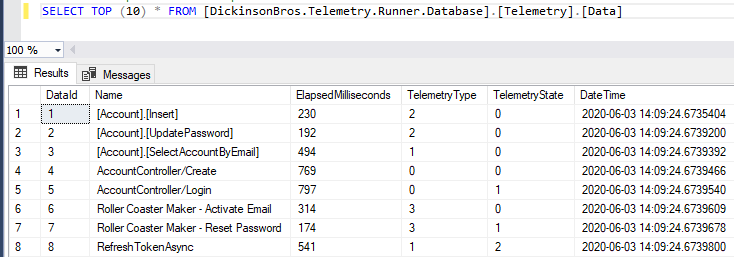 SELECT TOP (10) * FROM [DickinsonBros.Telemetry.Runner.Database].[Telemetry].[Data]
100 %
Results Messages
DataId Name ElapsedMilliseconds TelemetryType TelemetryState DateTime
1 1 [Account].[Insert] 230 2 0 2020-06-03 14:09:24.6735404
2 2 [Account].[UpdatePassword] 192 2 0 2020-06-03 14:09:24.6739200
3 3 [Account].[SelectAccountByEmail] 494 1 0 2020-06-03 14:09:24.6739392
4 4 AccountController/Create 769 0 0 2020-06-03 14:09:24.6739466
5 5 AccountController/Login 797 0 1 2020-06-03 14:09:24.6739540
6 6 Roller Coaster Maker - Activate Email 314 3 0 2020-06-03 14:09:24.6739609
7 7 Roller Coaster Maker - Reset Password 174 3 1 2020-06-03 14:09:24.6739678
8 8 RefreshTokenAsync 541 1 2 2020-06-03 14:09:24.6739800